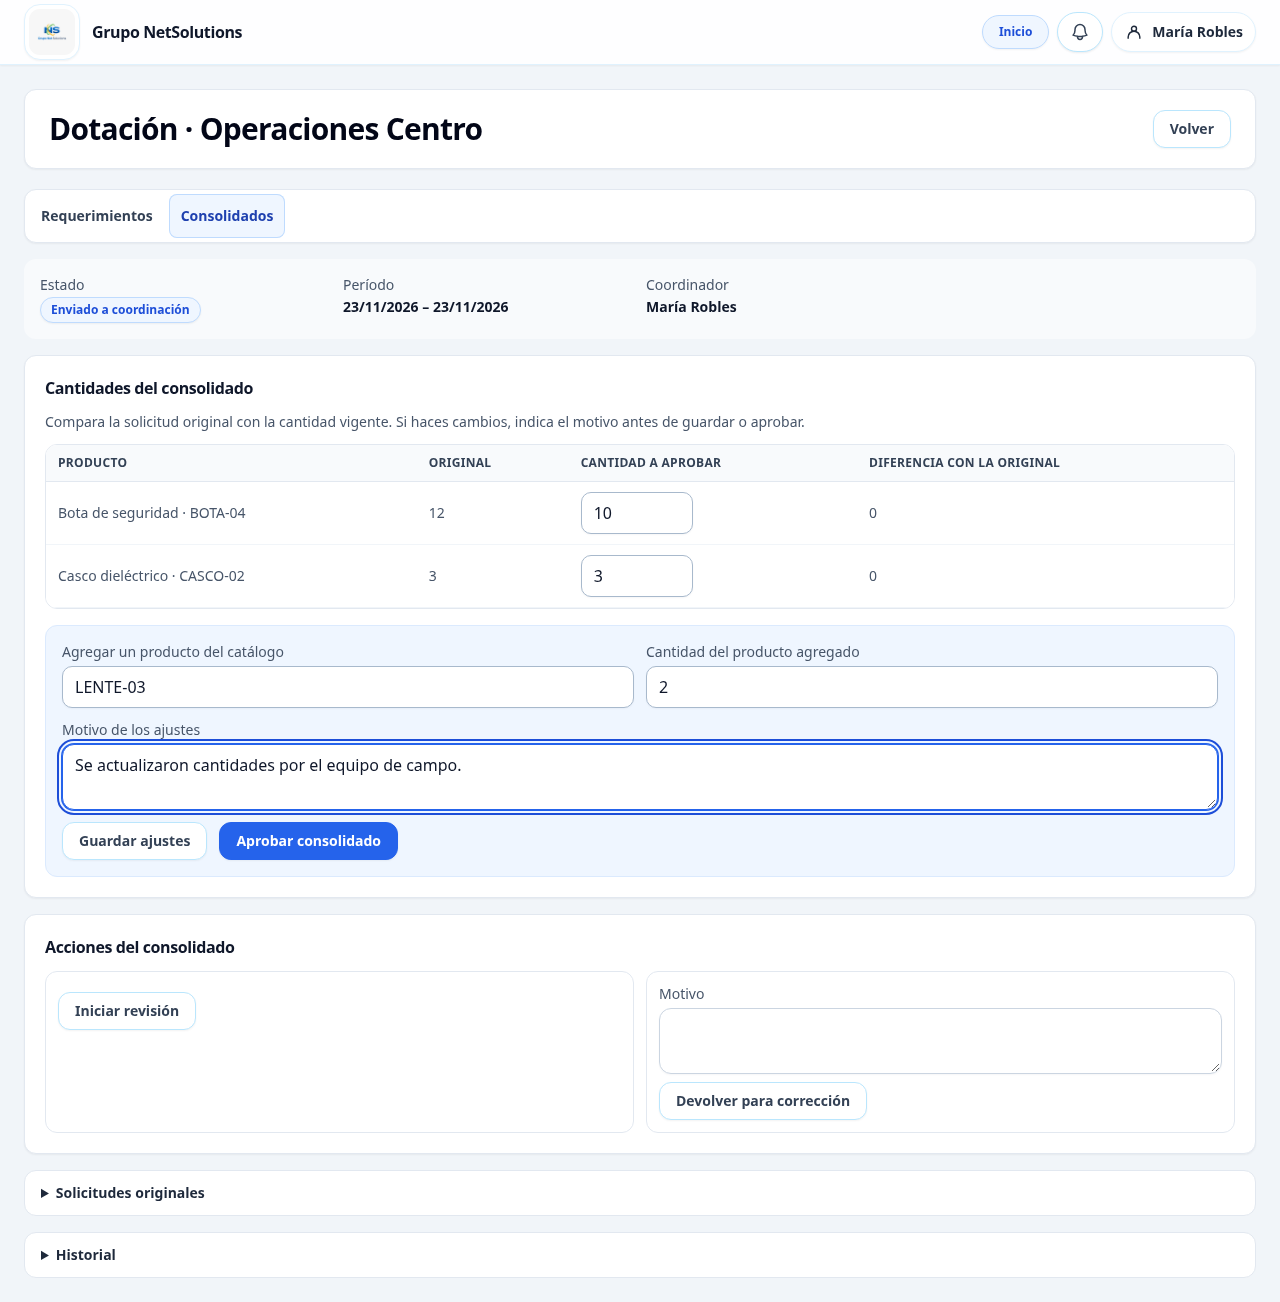 NS
Grupo NetSolutions
Inicio
María Robles
Dotación · Operaciones Centro
Volver
Requerimientos
Consolidados
Estado
Período
Coordinador
Enviado a coordinación
23/11/2026 – 23/11/2026
María Robles
Cantidades del consolidado
Compara la solicitud original con la cantidad vigente. Si haces cambios, indica el motivo antes de guardar o aprobar.
PRODUCTO ORIGINAL CANTIDAD A APROBAR DIFERENCIA CON LA ORIGINAL
Bota de seguridad · BOTA-04 12 10 0
Casco dieléctrico · CASCO-02 3 3 0
Agregar un producto del catálogo
Cantidad del producto agregado
LENTE-03
2
Motivo de los ajustes
Se actualizaron cantidades por el equipo de campo.
Guardar ajustes
Aprobar consolidado
Acciones del consolidado
Iniciar revisión
Motivo
Devolver para corrección
Solicitudes originales
Historial